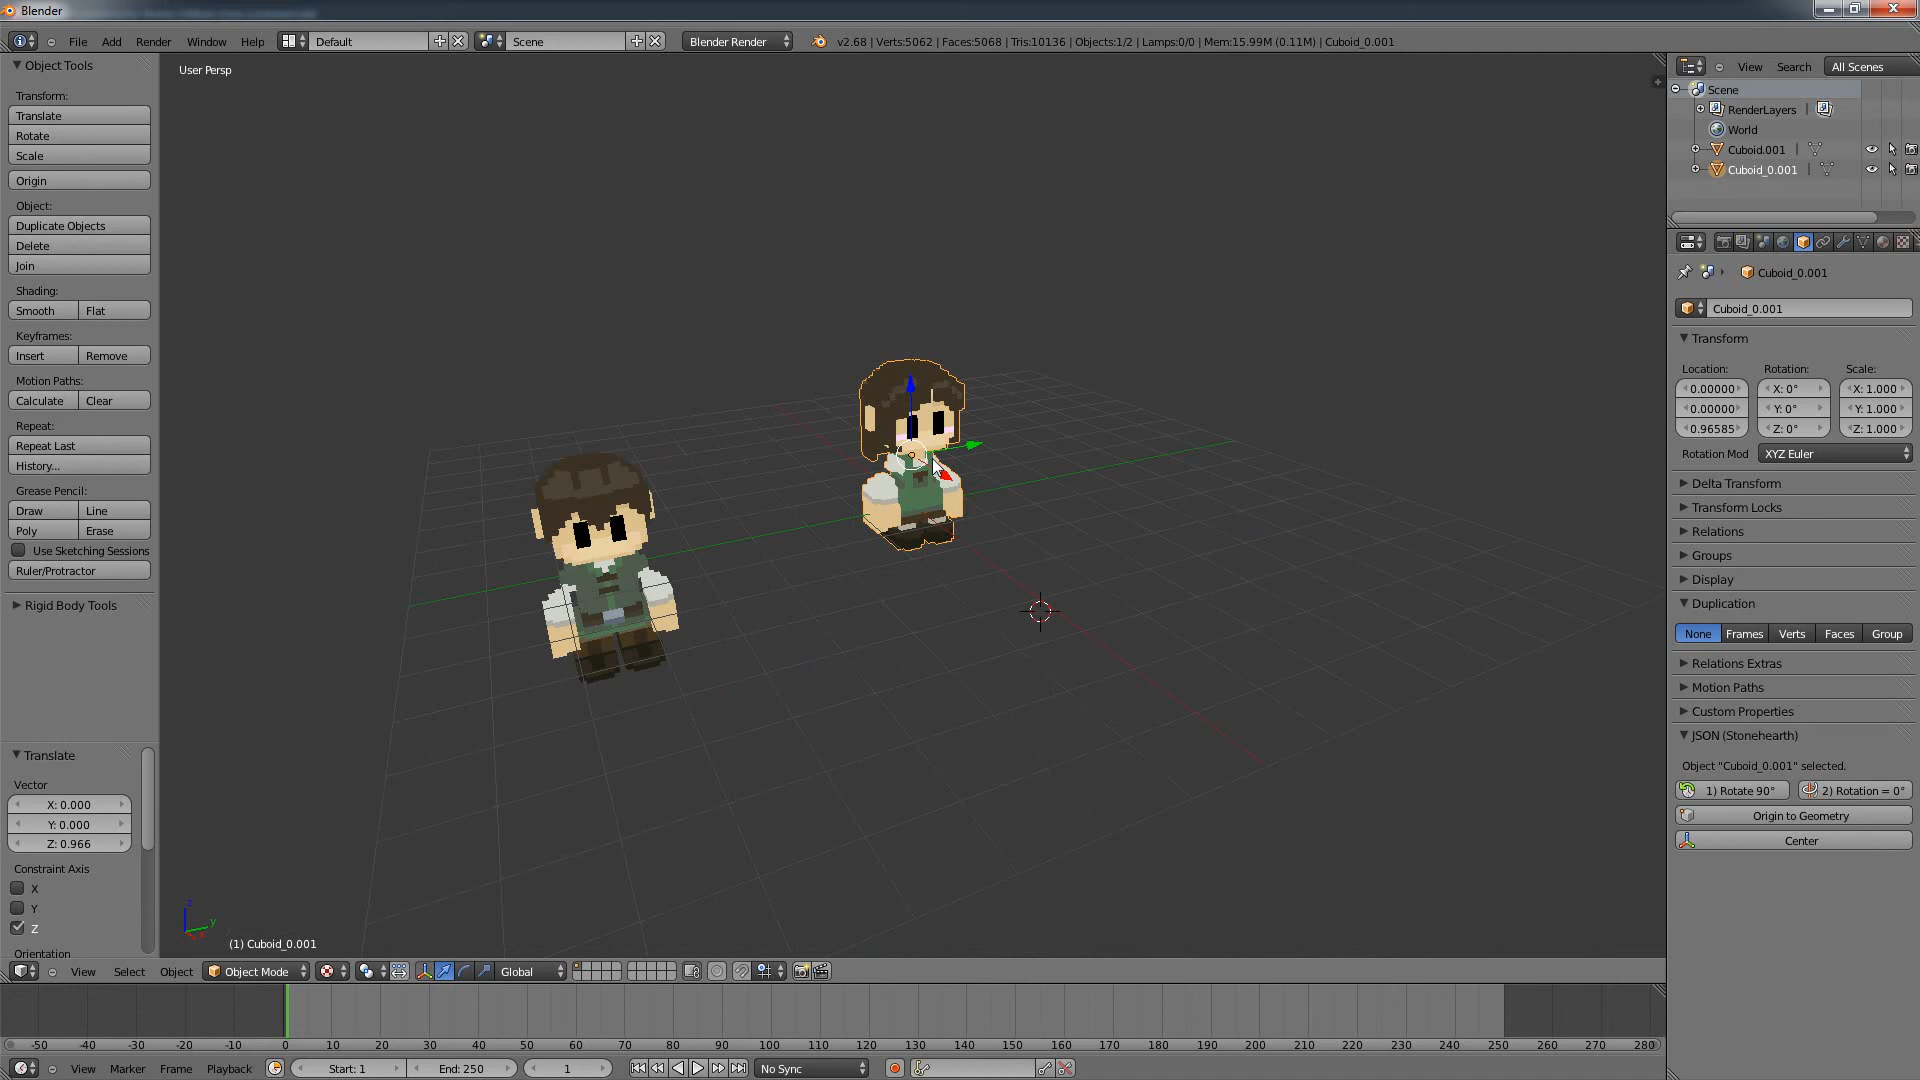 Blender
File Add Render Window Help Default Scene Blender Render v2.68 | Verts:5062 | Faces:5068 | Tris:10136 | Objects:1/2 | Lamps:0/0 | Mem:15.99M (0.11M) | Cuboid_0.001
Object Tools
Transform:
Translate
Rotate
Scale
Origin
Object:
Duplicate Objects
Delete
Join
Shading:
Smooth Flat
Keyframes:
Insert Remove
Motion Paths:
Calculate Clear
Repeat:
Repeat Last
History...
Grease Pencil:
Draw Line
Poly Erase
Use Sketching Sessions
Ruler/Protractor
Rigid Body Tools
Translate
Vector
X: 0.000
Y: 0.000
Z: 0.966
Constraint Axis
X
Y
Z
Orientation
User Persp
z
y
(1) Cuboid_0.001
View Select Object Object Mode Global
-50 -40 -30 -20 -10 0 10 20 30 40 50 60 70 80 90 100 110 120 130 140 150 160 170 180 190 200 210 220 230 240 250 260 270 280
View Marker Frame Playback Start: 1 End: 250 1 No Sync
View Search All Scenes
Scene
RenderLayers |
World
Cuboid.001 |
Cuboid_0.001 |
Cuboid_0.001
Cuboid_0.001
Transform
Location: Rotation: Scale:
0.00000 X: 0° X: 1.000
0.00000 Y: 0° Y: 1.000
0.96585 Z: 0° Z: 1.000
Rotation Mod XYZ Euler
Delta Transform
Transform Locks
Relations
Groups
Display
Duplication
None Frames Verts Faces Group
Relations Extras
Motion Paths
Custom Properties
JSON (Stonehearth)
Object "Cuboid_0.001" selected.
1) Rotate 90° 2) Rotation = 0°
Origin to Geometry
Center